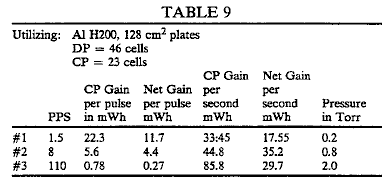 TABLE 9
Utilizing: Al H200, 128 cm² plates
DP = 46 cells
CP = 23 cells
CP Gain Net Gain
CP Gain Net Gain per per
per pulse per pulse second second Pressure
PPS in mWh in mWh mWh mWh in Torr
#1 1.5 22.3 11.7 33:45 17.55 0.2
#2 8 5.6 4.4 44.8 35.2 0.8
#3 110 0.78 0.27 85.8 29.7 2.0